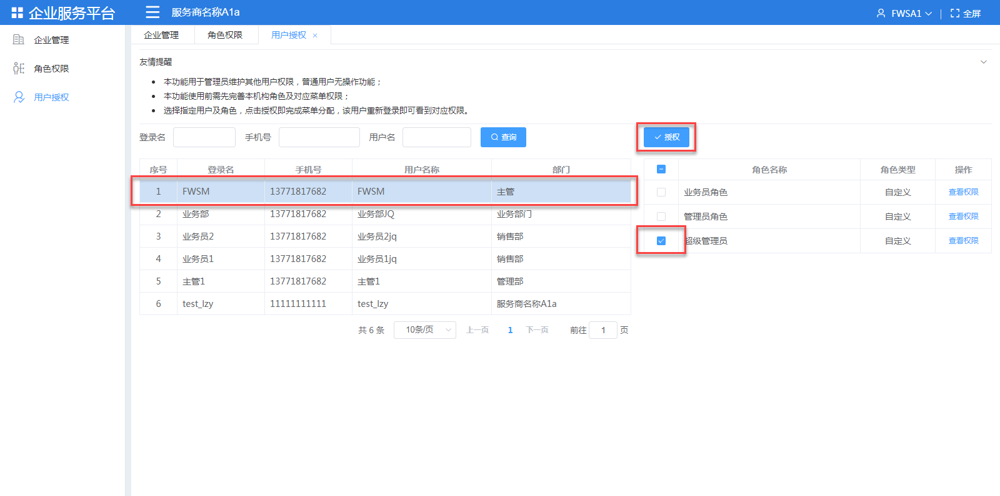 企业服务平台 服务商名称A1a FWSA1 全屏
企业管理
角色权限
用户授权
企业管理 角色权限 用户授权 ×
友情提醒
本功能用于管理员维护其他用户权限，普通用户无操作功能；
本功能使用前需先完善本机构角色及对应菜单权限；
选择指定用户及角色，点击授权即完成菜单分配，该用户重新登录即可看到对应权限。
登录名 手机号 用户名 查询 授权
序号 登录名 手机号 用户名称 部门
1 FWSM 13771817682 FWSM 主管
2 业务部 13771817682 业务部JQ 业务部门
3 业务员2 13771817682 业务员2jq 销售部
4 业务员1 13771817682 业务员1jq 销售部
5 主管1 13771817682 主管1 管理部
6 test_lzy 11111111111 test_lzy 服务商名称A1a
共 6 条 10条/页 上一页 1 下一页 前往 1 页
角色名称 角色类型 操作
业务员角色 自定义 查看权限
管理员角色 自定义 查看权限
超级管理员 自定义 查看权限